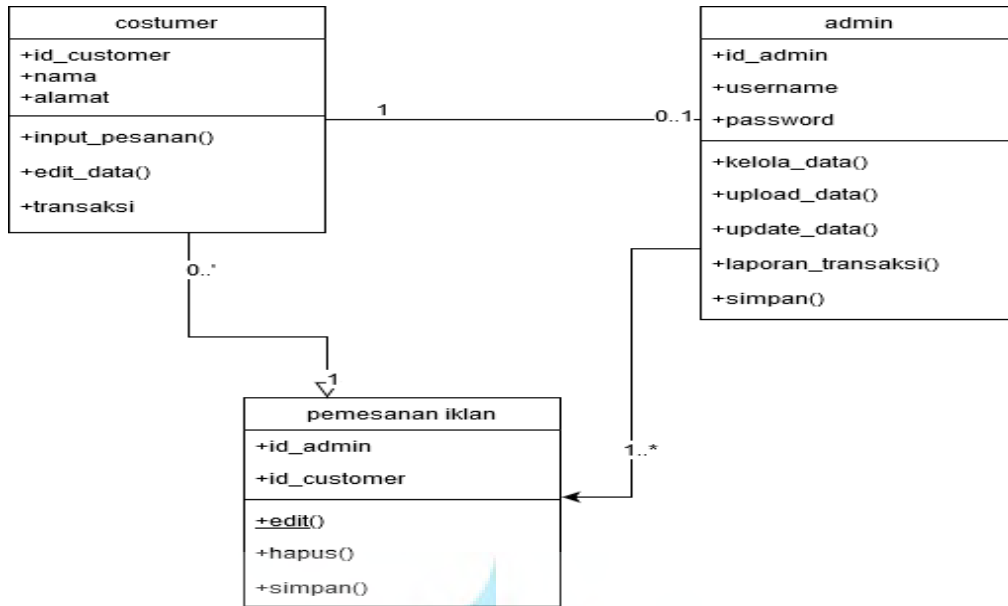 costumer
+id_customer
+nama
+alamat
+input_pesanan()
+edit_data()
+transaksi
1
0..1
admin
+id_admin
+username
+password
+kelola_data()
+upload_data()
+update_data()
+laporan_transaksi()
+simpan()
0..*
1
1..*
pemesanan iklan
+id_admin
+id_customer
+edit()
+hapus()
+simpan()